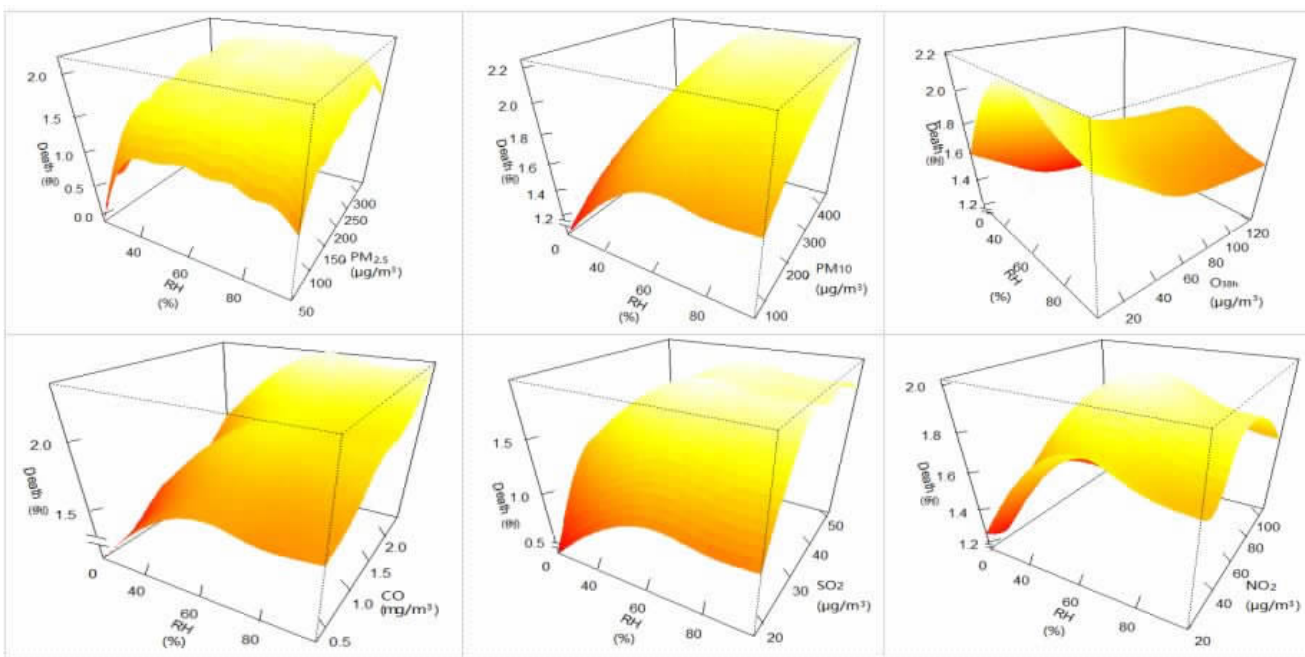 2.0
1.5
1.0
0.5
0.0
Death
(例)
40
60
80
RH
(%)
50
100
150
200
250
300
PM2.5
(μg/m³)
2.2
2.0
1.8
1.6
1.4
1.2
Death
(例)
0
40
60
80
RH
(%)
100
200
300
400
PM10
(μg/m³)
2.2
2.0
1.8
1.6
1.4
1.2
Death
(例)
0
40
60
80
RH
(%)
20
40
60
80
100
120
O38h
(μg/m³)
2.0
1.5
Death
(例)
0
40
60
80
RH
(%)
0.5
1.0
1.5
2.0
CO
(mg/m³)
1.5
1.0
0.5
Death
(例)
0
40
60
80
RH
(%)
20
30
40
50
SO2
(μg/m³)
2.0
1.8
1.6
1.4
1.2
Death
(例)
0
40
60
80
RH
(%)
20
40
60
80
100
NO2
(μg/m³)